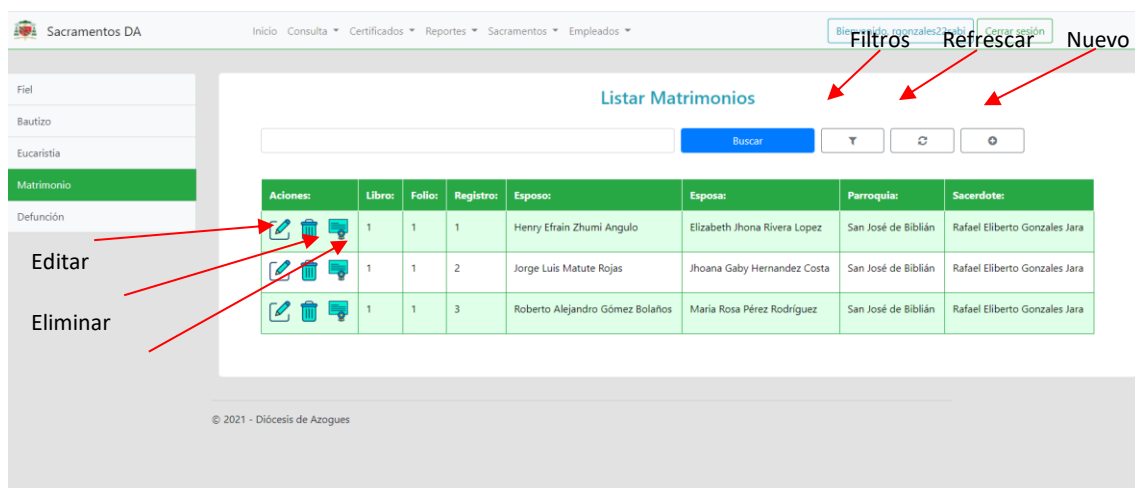 Sacramentos DA
Inicio Consulta Certificados Reportes Sacramentos Empleados
Bienvenido, rgonzales22rabi Cerrar sesión
Filtros Refrescar Nuevo
Fiel
Bautizo
Eucaristía
Matrimonio
Defunción
Listar Matrimonios
Buscar
Aciones: Libro: Folio: Registro: Esposo: Esposa: Parroquia: Sacerdote:
1 1 1 Henry Efrain Zhumi Angulo Elizabeth Jhona Rivera Lopez San José de Biblián Rafael Eliberto Gonzales Jara
1 1 2 Jorge Luis Matute Rojas Jhoana Gaby Hernandez Costa San José de Biblián Rafael Eliberto Gonzales Jara
1 1 3 Roberto Alejandro Gómez Bolaños Maria Rosa Pérez Rodríguez San José de Biblián Rafael Eliberto Gonzales Jara
Editar
Eliminar
© 2021 - Diócesis de Azogues